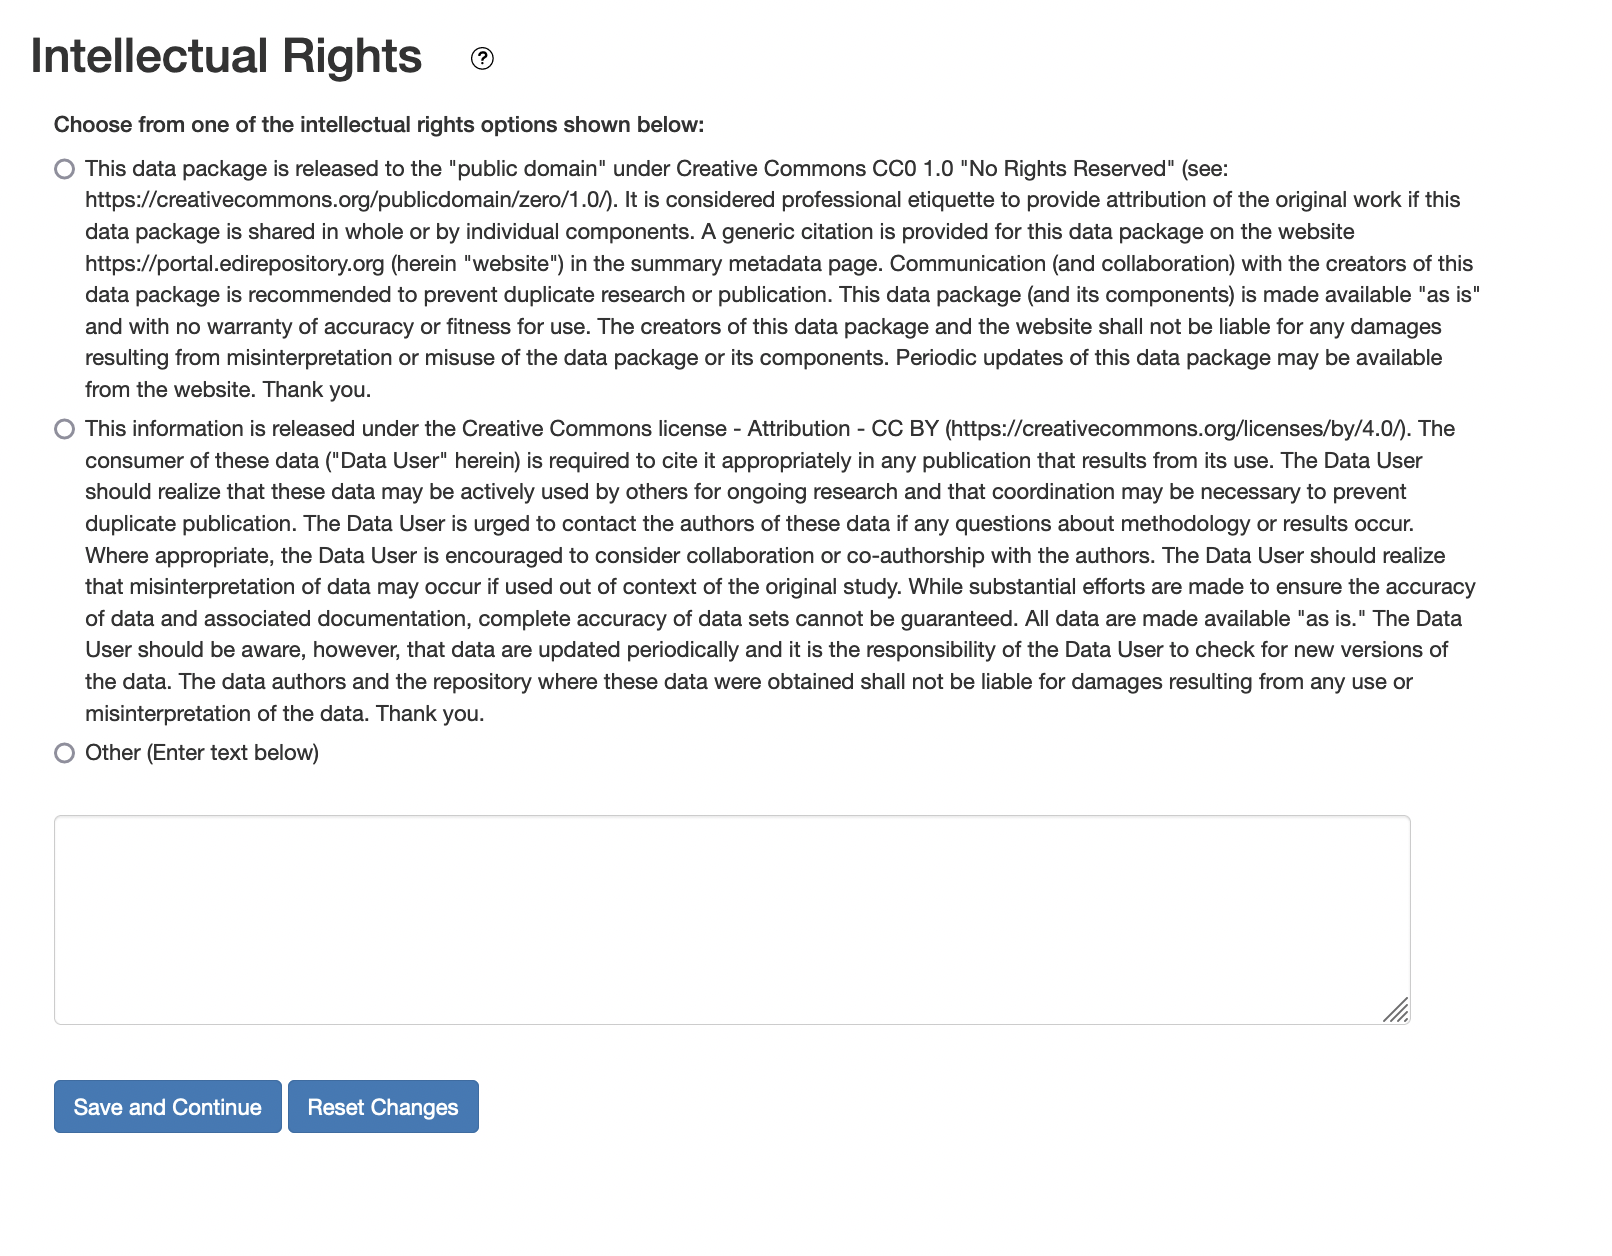 Intellectual Rights ?
Choose from one of the intellectual rights options shown below:
This data package is released to the "public domain" under Creative Commons CC0 1.0 "No Rights Reserved" (see:
https://creativecommons.org/publicdomain/zero/1.0/). It is considered professional etiquette to provide attribution of the original work if this
data package is shared in whole or by individual components. A generic citation is provided for this data package on the website
https://portal.edirepository.org (herein "website") in the summary metadata page. Communication (and collaboration) with the creators of this
data package is recommended to prevent duplicate research or publication. This data package (and its components) is made available "as is"
and with no warranty of accuracy or fitness for use. The creators of this data package and the website shall not be liable for any damages
resulting from misinterpretation or misuse of the data package or its components. Periodic updates of this data package may be available
from the website. Thank you.
This information is released under the Creative Commons license - Attribution - CC BY (https://creativecommons.org/licenses/by/4.0/). The
consumer of these data ("Data User" herein) is required to cite it appropriately in any publication that results from its use. The Data User
should realize that these data may be actively used by others for ongoing research and that coordination may be necessary to prevent
duplicate publication. The Data User is urged to contact the authors of these data if any questions about methodology or results occur.
Where appropriate, the Data User is encouraged to consider collaboration or co-authorship with the authors. The Data User should realize
that misinterpretation of data may occur if used out of context of the original study. While substantial efforts are made to ensure the accuracy
of data and associated documentation, complete accuracy of data sets cannot be guaranteed. All data are made available "as is." The Data
User should be aware, however, that data are updated periodically and it is the responsibility of the Data User to check for new versions of
the data. The data authors and the repository where these data were obtained shall not be liable for damages resulting from any use or
misinterpretation of the data. Thank you.
Other (Enter text below)
Save and Continue Reset Changes